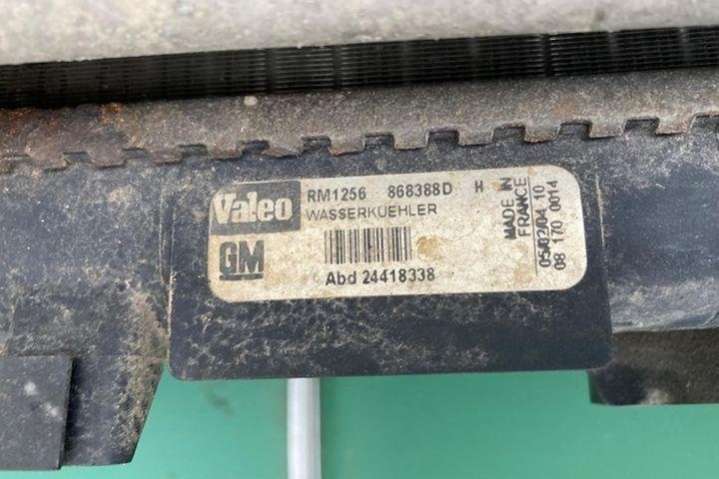 Valeo
RM1256 868388D H
WASSERKUEHLER
GM
Abd 24418338
MADE IN
FRANCE
05/02/04 10
08 170 0014